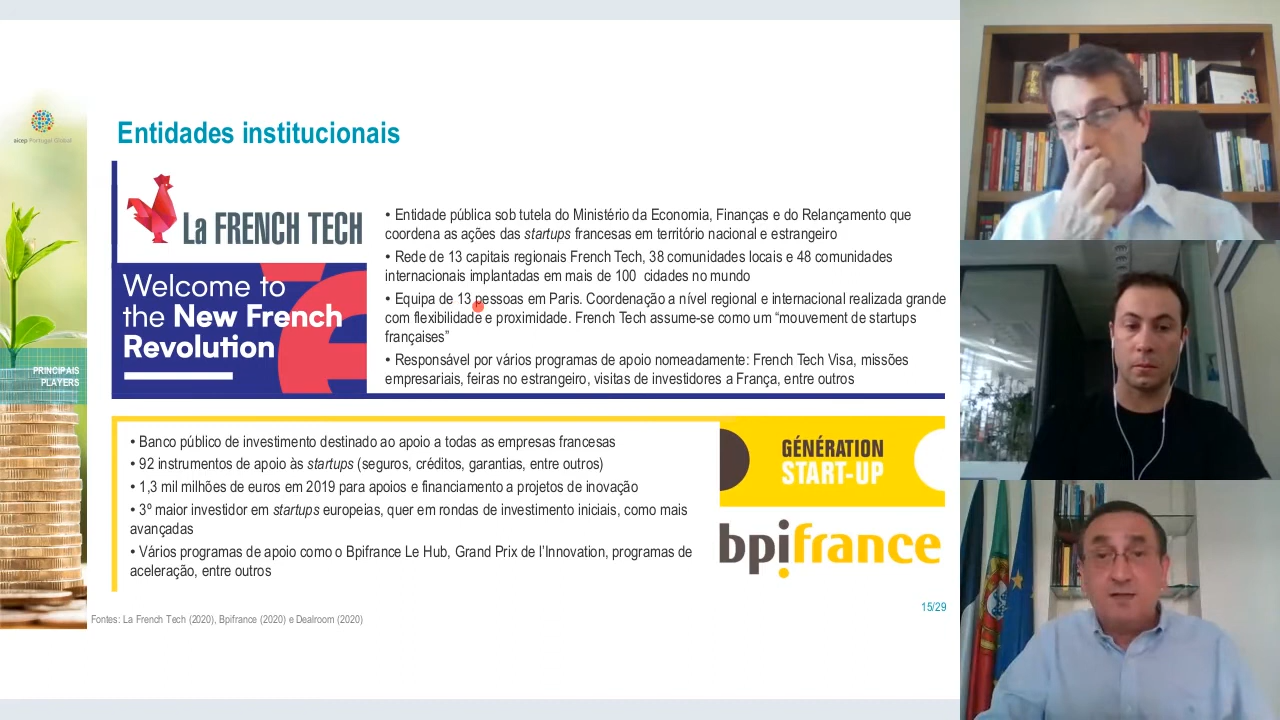 aicep Portugal Global
Entidades institucionais
La FRENCH TECH
Welcome to
the New French
Revolution
• Entidade pública sob tutela do Ministério da Economia, Finanças e do Relançamento que
coordena as ações das startups francesas em território nacional e estrangeiro
• Rede de 13 capitais regionais French Tech, 38 comunidades locais e 48 comunidades
internacionais implantadas em mais de 100 cidades no mundo
• Equipa de 13 pessoas em Paris. Coordenação a nível regional e internacional realizada grande
com flexibilidade e proximidade. French Tech assume-se como um “mouvement de startups
françaises”
• Responsável por vários programas de apoio nomeadamente: French Tech Visa, missões
empresariais, feiras no estrangeiro, visitas de investidores a França, entre outros
PRINCIPAIS
PLAYERS
• Banco público de investimento destinado ao apoio a todas as empresas francesas
• 92 instrumentos de apoio às startups (seguros, créditos, garantias, entre outros)
• 1,3 mil milhões de euros em 2019 para apoios e financiamento a projetos de inovação
• 3º maior investidor em startups europeias, quer em rondas de investimento iniciais, como mais
avançadas
• Vários programas de apoio como o Bpifrance Le Hub, Grand Prix de l’Innovation, programas de
aceleração, entre outros
GÉNÉRATION
START-UP
bpifrance
15/29
Fontes: La French Tech (2020), Bpifrance (2020) e Dealroom (2020)